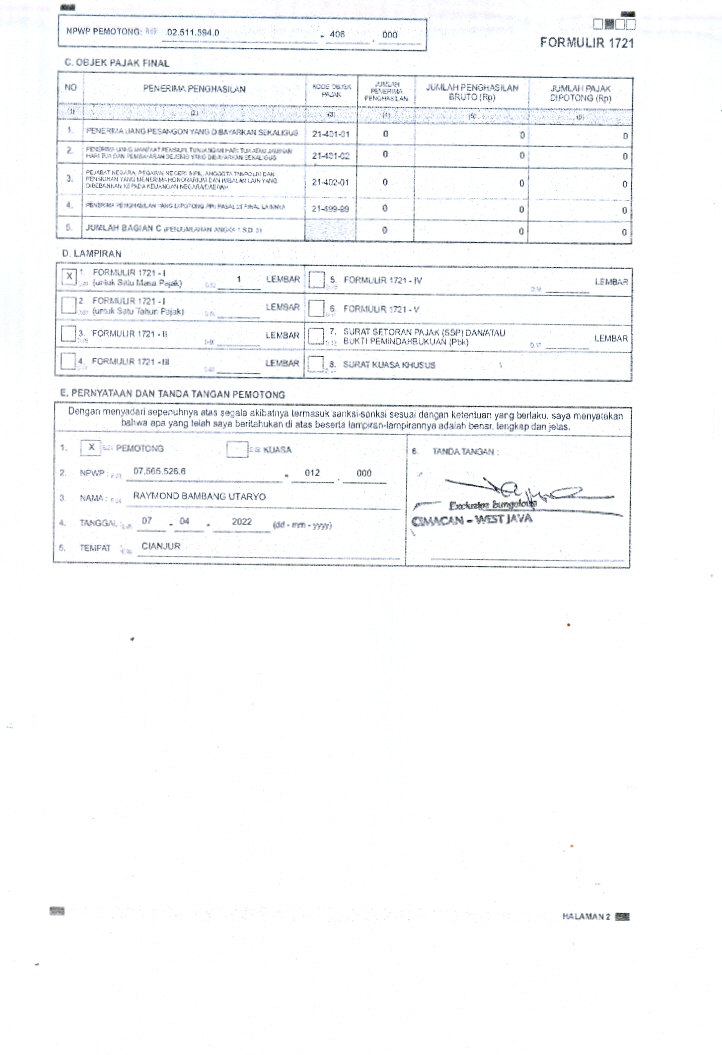 NPWP PEMOTONG: 02.511.594.0 - 406 . 000
FORMULIR 1721
C. OBJEK PAJAK FINAL
NO PENERIMA PENGHASILAN KODE OBJEK PAJAK JUMLAH PENERIMA PENGHASILAN JUMLAH PENGHASILAN BRUTO (Rp) JUMLAH PAJAK DIPOTONG (Rp)
(1) (2) (3) (4) (5) (6)
1. PENERIMA UANG PESANGON YANG DIBAYARKAN SEKALIGUS 21-401-01 0 0 0
2. PENERIMA UANG MANFAAT PENSIUN, TUNJANGAN HARI TUA ATAU JAMINAN
HARI TUA DAN PEMBAYARAN SEJENIS YANG DIBAYARKAN SEKALIGUS 21-401-02 0 0 0
3. PEJABAT NEGARA, PEGAWAI NEGERI SIPIL, ANGGOTA TNI/POLRI DAN
PENSIUNAN YANG MENERIMA HONORARIUM DAN IMBALAN LAIN YANG
DIBEBANKAN KEPADA KEUANGAN NEGARA/DAERAH 21-402-01 0 0 0
4. PENERIMA PENGHASILAN YANG DIPOTONG PPh PASAL 21 FINAL LAINNYA 21-499-99 0 0 0
5. JUMLAH BAGIAN C (PENJUMLAHAN ANGKA 1 S.D. 3) 0 0 0
D. LAMPIRAN
X 1. FORMULIR 1721 - I
(untuk Satu Masa Pajak) 1 LEMBAR
2. FORMULIR 1721 - I
(untuk Satu Tahun Pajak) LEMBAR
3. FORMULIR 1721 - II LEMBAR
4. FORMULIR 1721 - III LEMBAR
5. FORMULIR 1721 - IV LEMBAR
6. FORMULIR 1721 - V
7. SURAT SETORAN PAJAK (SSP) DAN/ATAU
BUKTI PEMINDAHBUKUAN (Pbk) LEMBAR
8. SURAT KUASA KHUSUS
E. PERNYATAAN DAN TANDA TANGAN PEMOTONG
Dengan menyadari sepenuhnya atas segala akibatnya termasuk sanksi-sanksi sesuai dengan ketentuan yang berlaku, saya menyatakan
bahwa apa yang telah saya beritahukan di atas beserta lampiran-lampirannya adalah benar, lengkap dan jelas.
1. X PEMOTONG KUASA
2. NPWP : 07.565.525.6 - 012 . 000
3. NAMA : RAYMOND BAMBANG UTARYO
4. TANGGAL : 07 - 04 - 2022 (dd - mm - yyyy)
5. TEMPAT : CIANJUR
6. TANDA TANGAN :
Exclusive bungalows
CIMACAN - WEST JAVA
HALAMAN 2